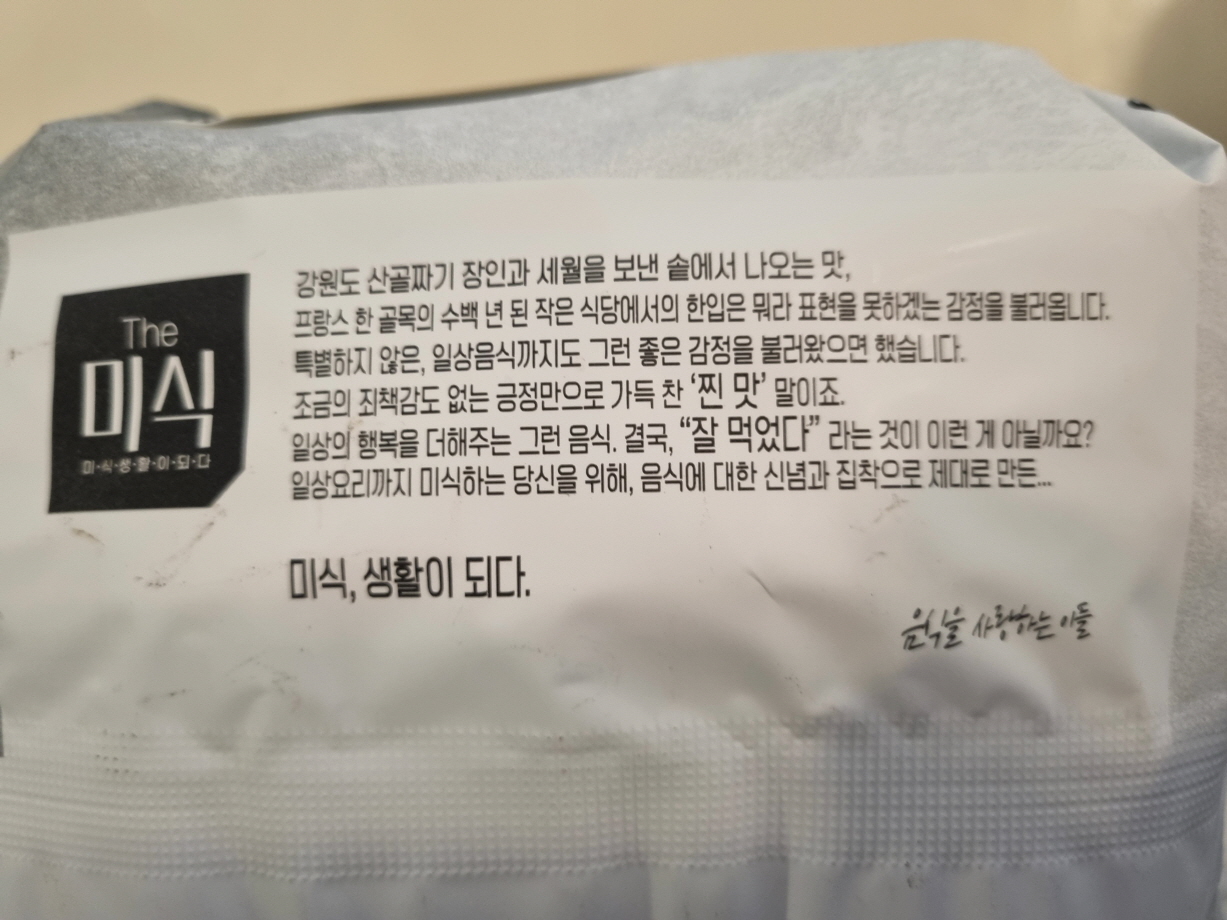 The
미식
미·식·생·활·이·되·다
강원도 산골짜기 장인과 세월을 보낸 솥에서 나오는 맛,
프랑스 한 골목의 수백 년 된 작은 식당에서의 한입은 뭐라 표현을 못하겠는 감정을 불러옵니다.
특별하지 않은, 일상음식까지도 그런 좋은 감정을 불러왔으면 했습니다.
조금의 죄책감도 없는 긍정만으로 가득 찬 ‘찐 맛’ 말이죠.
일상의 행복을 더해주는 그런 음식. 결국, “잘 먹었다” 라는 것이 이런 게 아닐까요?
일상요리까지 미식하는 당신을 위해, 음식에 대한 신념과 집착으로 제대로 만든...
미식, 생활이 되다.
음식을 사랑하는 이들